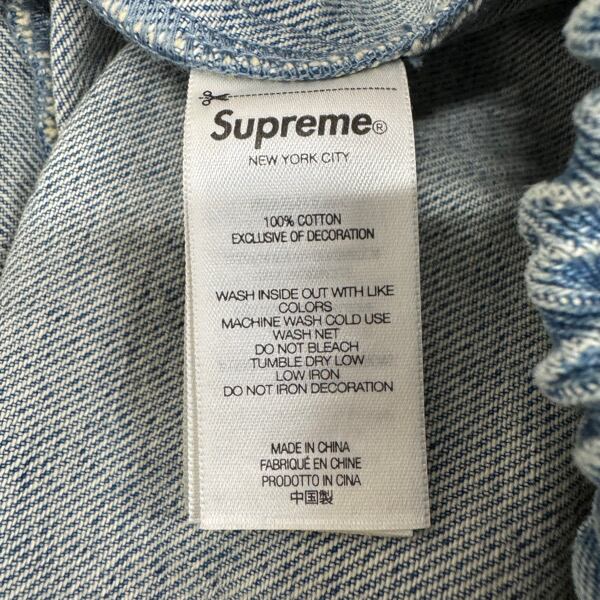 Supreme®
NEW YORK CITY
100% COTTON
EXCLUSIVE OF DECORATION
WASH INSIDE OUT WITH LIKE
COLORS
MACHINE WASH COLD USE
WASH NET
DO NOT BLEACH
TUMBLE DRY LOW
LOW IRON
DO NOT IRON DECORATION
MADE IN CHINA
FABRIQUÉ EN CHINE
PRODOTTO IN CINA
中国製